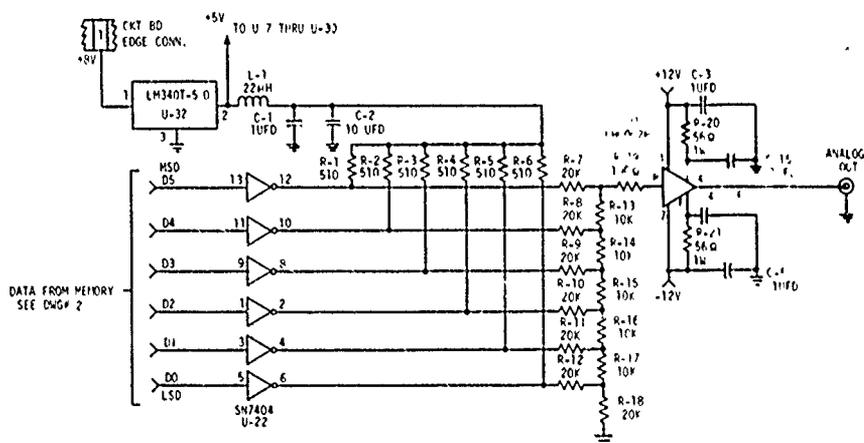 CKT BD
EDGE CONN.
1
+8V
+5V
TO U 7 THRU U-30
LM340T-5 0
U-32
1
2
3
L-1
22µH
C-1
1UFD
C-2
10 UFD
R-1
510
R-2
510
R-3
510
R-4
510
R-5
510
R-6
510
MSD
D5
13
12
D4
11
10
D3
9
8
D2
1
2
D1
3
4
D0
5
6
LSD
SN7404
U-22
DATA FROM MEMORY
SEE DWG# 2
R-7
20K
R-8
20K
R-9
20K
R-10
20K
R-11
20K
R-12
20K
R-13
10K
R-14
R-15
10K
R-16
10K
R-17
10K
R-18
20K
+12V
C-3
1UFD
R-20
56Ω
1W
R-21
56Ω
1W
-12V
1UFD
ANALOG
OUT